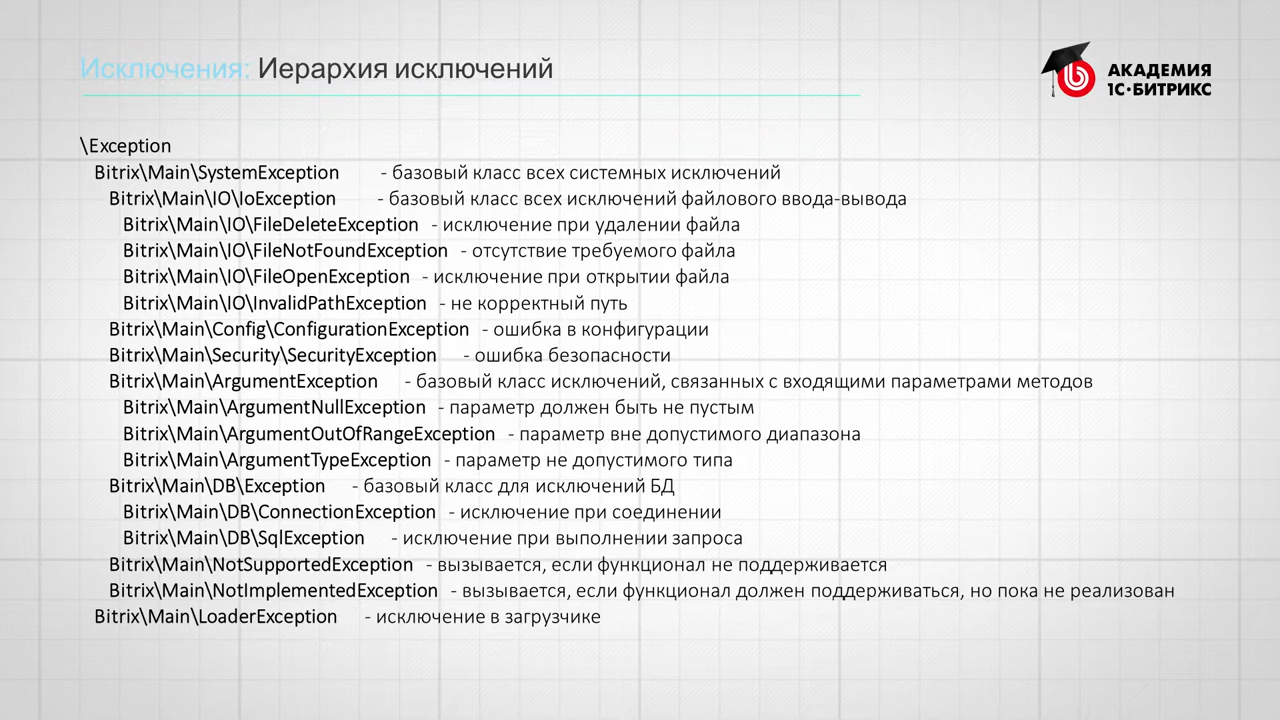 Исключения: Иерархия исключений
АКАДЕМИЯ
1С·БИТРИКС
\Exception
Bitrix\Main\SystemException - базовый класс всех системных исключений
Bitrix\Main\IO\IoException - базовый класс всех исключений файлового ввода-вывода
Bitrix\Main\IO\FileDeleteException - исключение при удалении файла
Bitrix\Main\IO\FileNotFoundException - отсутствие требуемого файла
Bitrix\Main\IO\FileOpenException - исключение при открытии файла
Bitrix\Main\IO\InvalidPathException - не корректный путь
Bitrix\Main\Config\ConfigurationException - ошибка в конфигурации
Bitrix\Main\Security\SecurityException - ошибка безопасности
Bitrix\Main\ArgumentException - базовый класс исключений, связанных с входящими параметрами методов
Bitrix\Main\ArgumentNullException - параметр должен быть не пустым
Bitrix\Main\ArgumentOutOfRangeException - параметр вне допустимого диапазона
Bitrix\Main\ArgumentTypeException - параметр не допустимого типа
Bitrix\Main\DB\Exception - базовый класс для исключений БД
Bitrix\Main\DB\ConnectionException - исключение при соединении
Bitrix\Main\DB\SqlException - исключение при выполнении запроса
Bitrix\Main\NotSupportedException - вызывается, если функционал не поддерживается
Bitrix\Main\NotImplementedException - вызывается, если функционал должен поддерживаться, но пока не реализован
Bitrix\Main\LoaderException - исключение в загрузчике